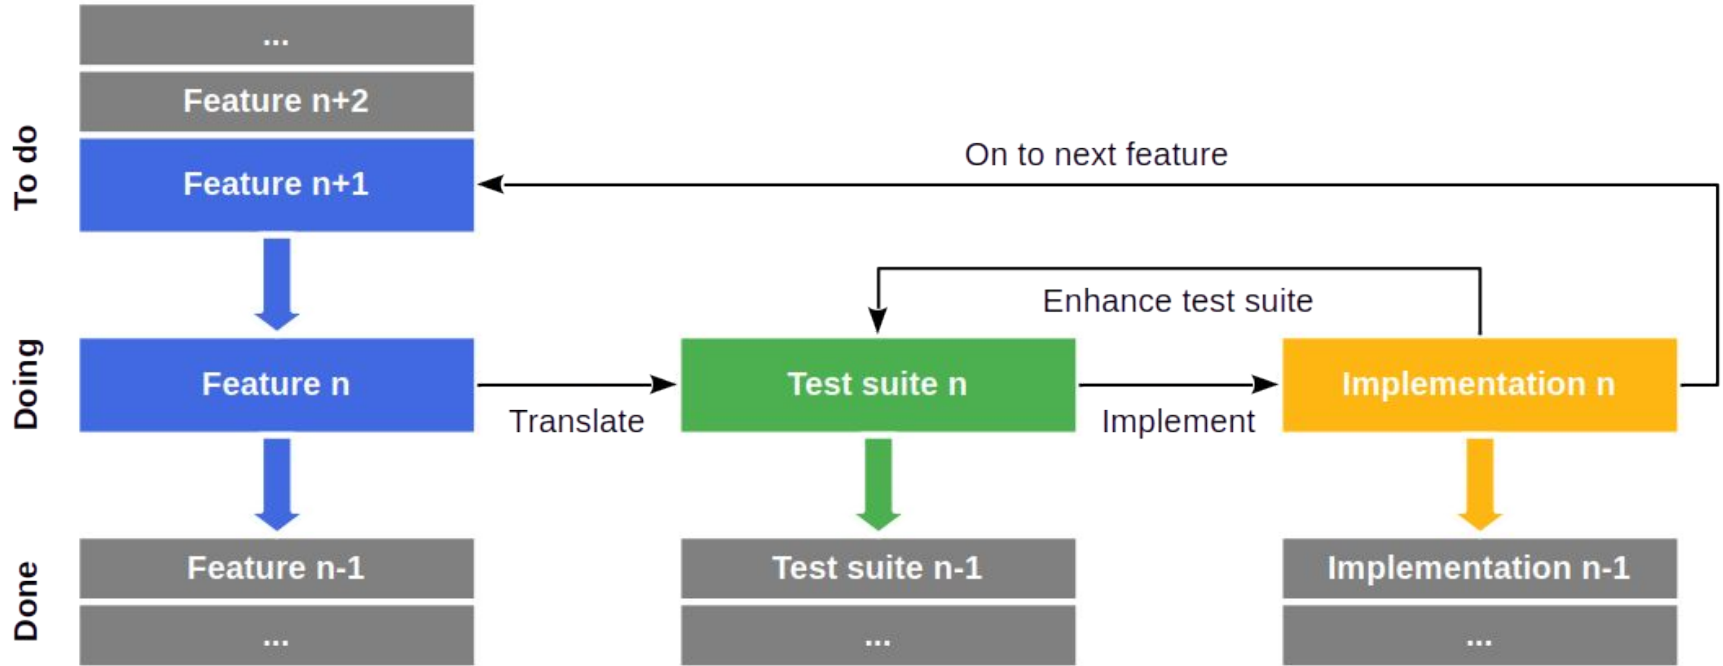 ...
Feature n+2
To do
Feature n+1
On to next feature
Enhance test suite
Doing
Feature n
Translate
Test suite n
Implement
Implementation n
Done
Feature n-1
Test suite n-1
Implementation n-1
...
...
...